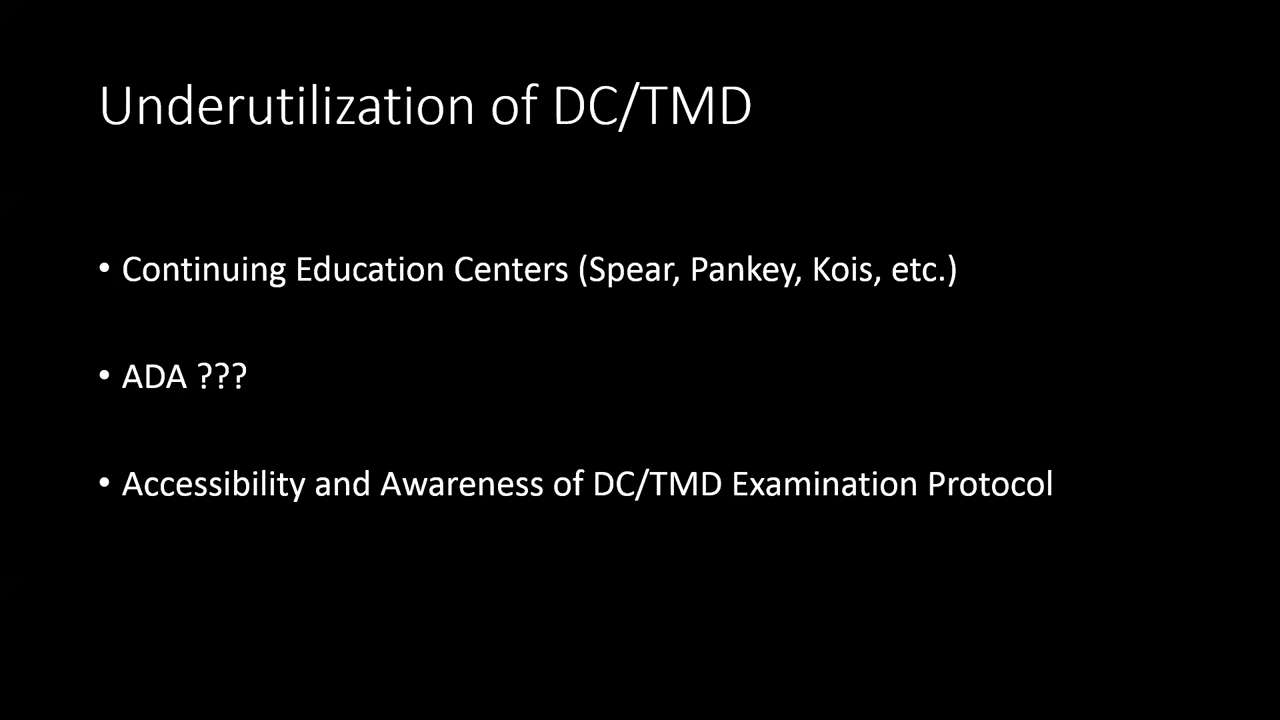 Underutilization of DC/TMD
• Continuing Education Centers (Spear, Pankey, Kois, etc.)
• ADA ???
• Accessibility and Awareness of DC/TMD Examination Protocol